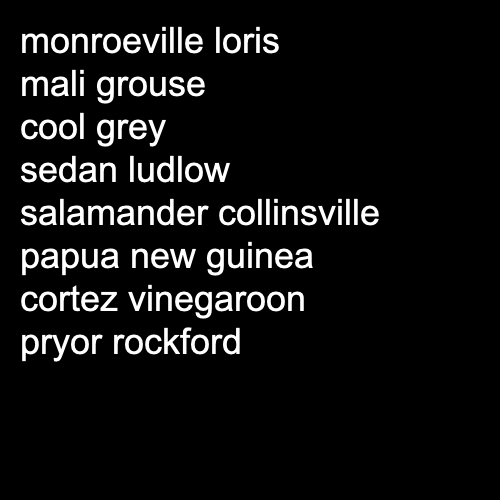 monroeville loris
mali grouse
cool grey
sedan ludlow
salamander collinsville
papua new guinea
cortez vinegaroon
pryor rockford